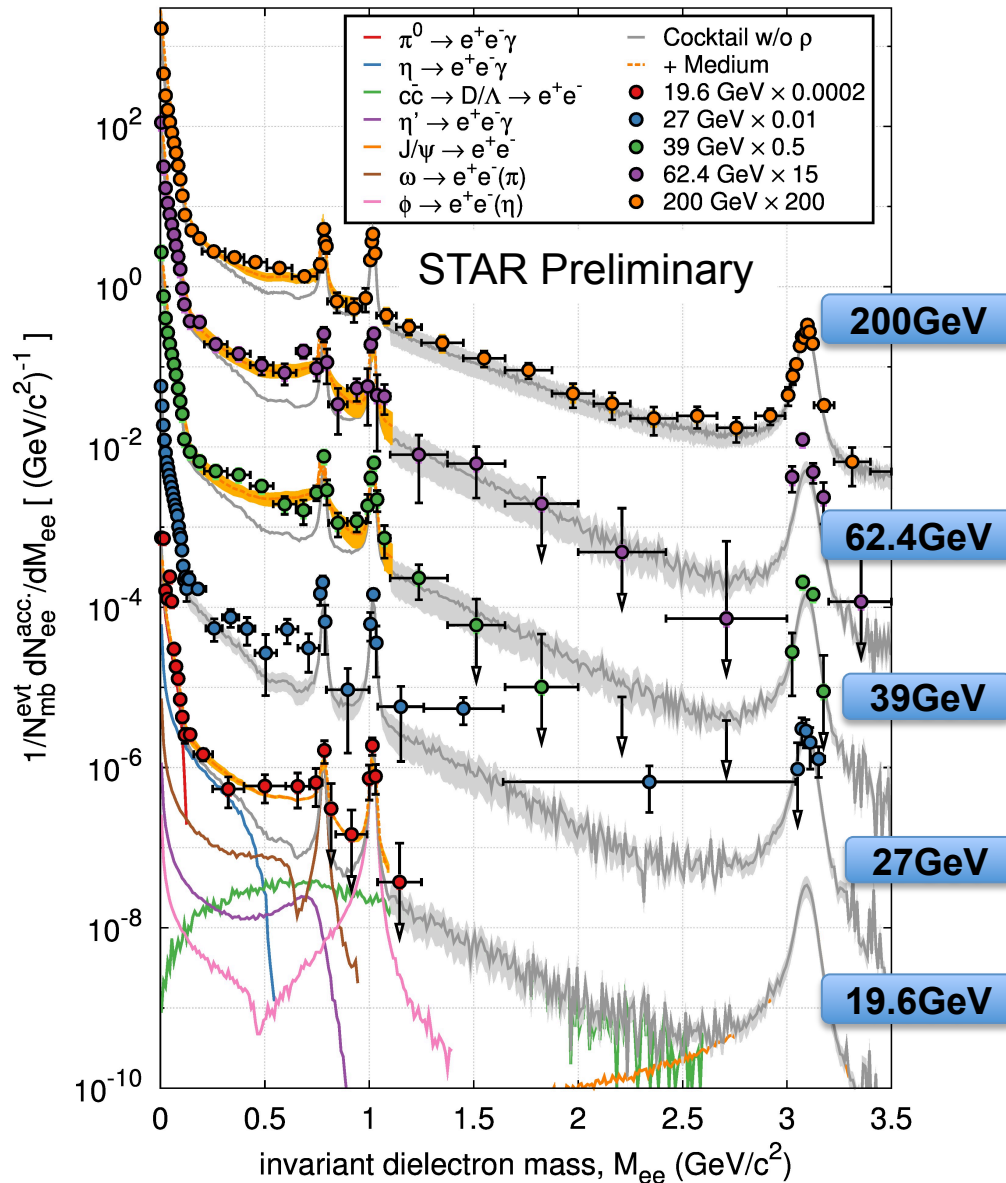 π⁰ → e⁺e⁻γ
η → e⁺e⁻γ
cc̄ → D/Λ → e⁺e⁻
η' → e⁺e⁻γ
J/ψ → e⁺e⁻
ω → e⁺e⁻(π)
ϕ → e⁺e⁻(η)
Cocktail w/o ρ
+ Medium
19.6 GeV × 0.0002
27 GeV × 0.01
39 GeV × 0.5
62.4 GeV × 15
200 GeV × 200
STAR Preliminary
200GeV
62.4GeV
39GeV
27GeV
19.6GeV
1/N_mb^evt dN_ee^acc./dM_ee [ (GeV/c²)⁻¹ ]
10²
10⁰
10⁻²
10⁻⁴
10⁻⁶
10⁻⁸
10⁻¹⁰
0 0.5 1 1.5 2 2.5 3 3.5
invariant dielectron mass, M_ee (GeV/c²)